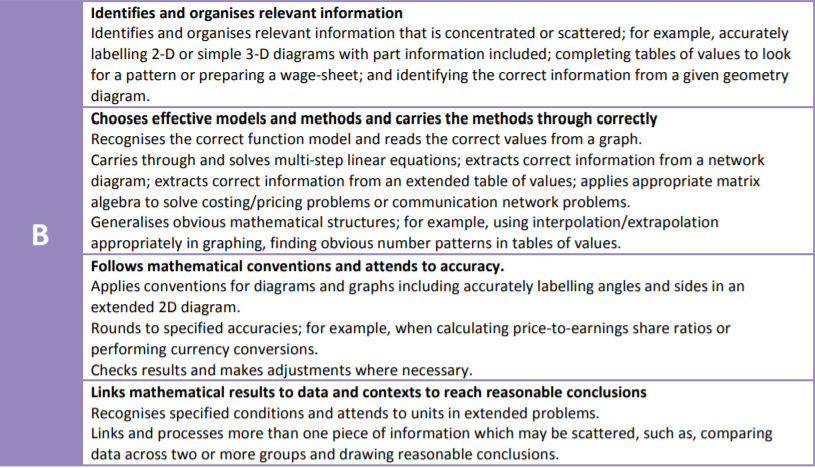 B
Identifies and organises relevant information
Identifies and organises relevant information that is concentrated or scattered; for example, accurately
labelling 2-D or simple 3-D diagrams with part information included; completing tables of values to look
for a pattern or preparing a wage-sheet; and identifying the correct information from a given geometry
diagram.
Chooses effective models and methods and carries the methods through correctly
Recognises the correct function model and reads the correct values from a graph.
Carries through and solves multi-step linear equations; extracts correct information from a network
diagram; extracts correct information from an extended table of values; applies appropriate matrix
algebra to solve costing/pricing problems or communication network problems.
Generalises obvious mathematical structures; for example, using interpolation/extrapolation
appropriately in graphing, finding obvious number patterns in tables of values.
Follows mathematical conventions and attends to accuracy.
Applies conventions for diagrams and graphs including accurately labelling angles and sides in an
extended 2D diagram.
Rounds to specified accuracies; for example, when calculating price-to-earnings share ratios or
performing currency conversions.
Checks results and makes adjustments where necessary.
Links mathematical results to data and contexts to reach reasonable conclusions
Recognises specified conditions and attends to units in extended problems.
Links and processes more than one piece of information which may be scattered, such as, comparing
data across two or more groups and drawing reasonable conclusions.